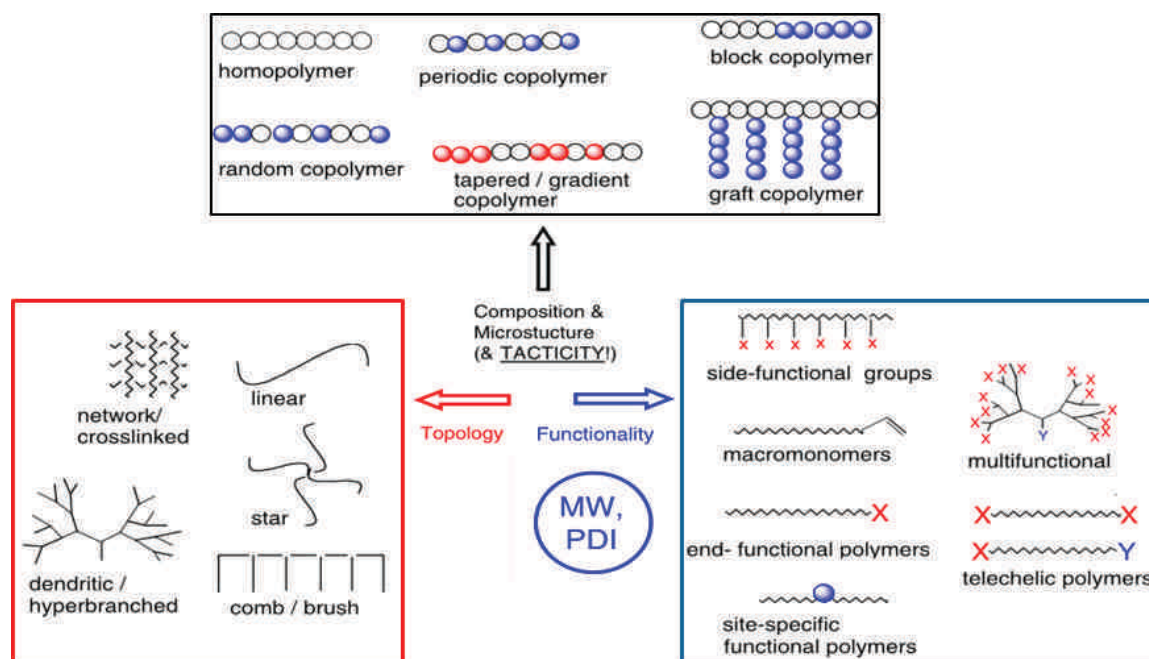 homopolymer
periodic copolymer
block copolymer
random copolymer
tapered / gradient
copolymer
graft copolymer
Composition &
Microstucture
(& TACTICITY!)
Topology
Functionality
MW,
PDI
network/
crosslinked
linear
star
dendritic /
hyperbranched
comb / brush
X X X X X X
side-functional groups
macromonomers
X X X X X X X X X X X X
Y
multifunctional
X
end- functional polymers
X X
X Y
telechelic polymers
site-specific
functional polymers